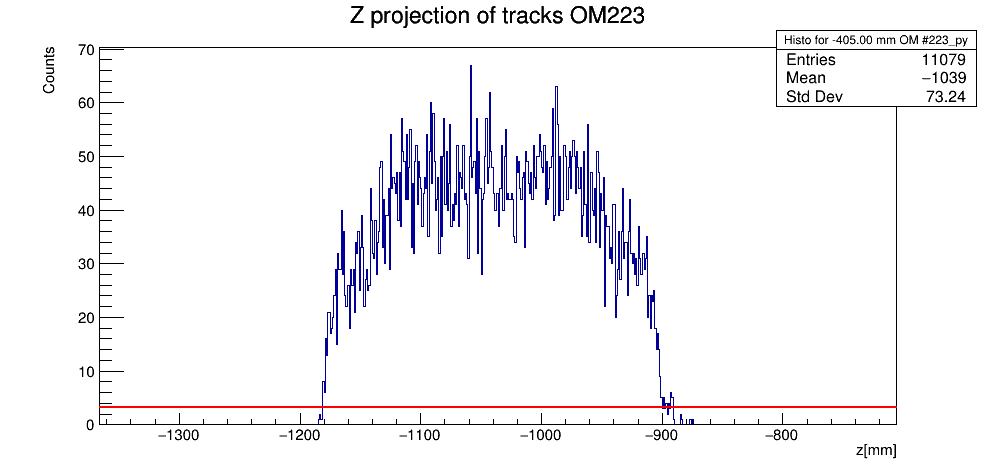 Z projection of tracks OM223
Histo for -405.00 mm OM #223_py
Entries 11079
Mean −1039
Std Dev 73.24
Counts
70
60
50
40
30
20
10
0
−1300 −1200 −1100 −1000 −900 −800
z[mm]